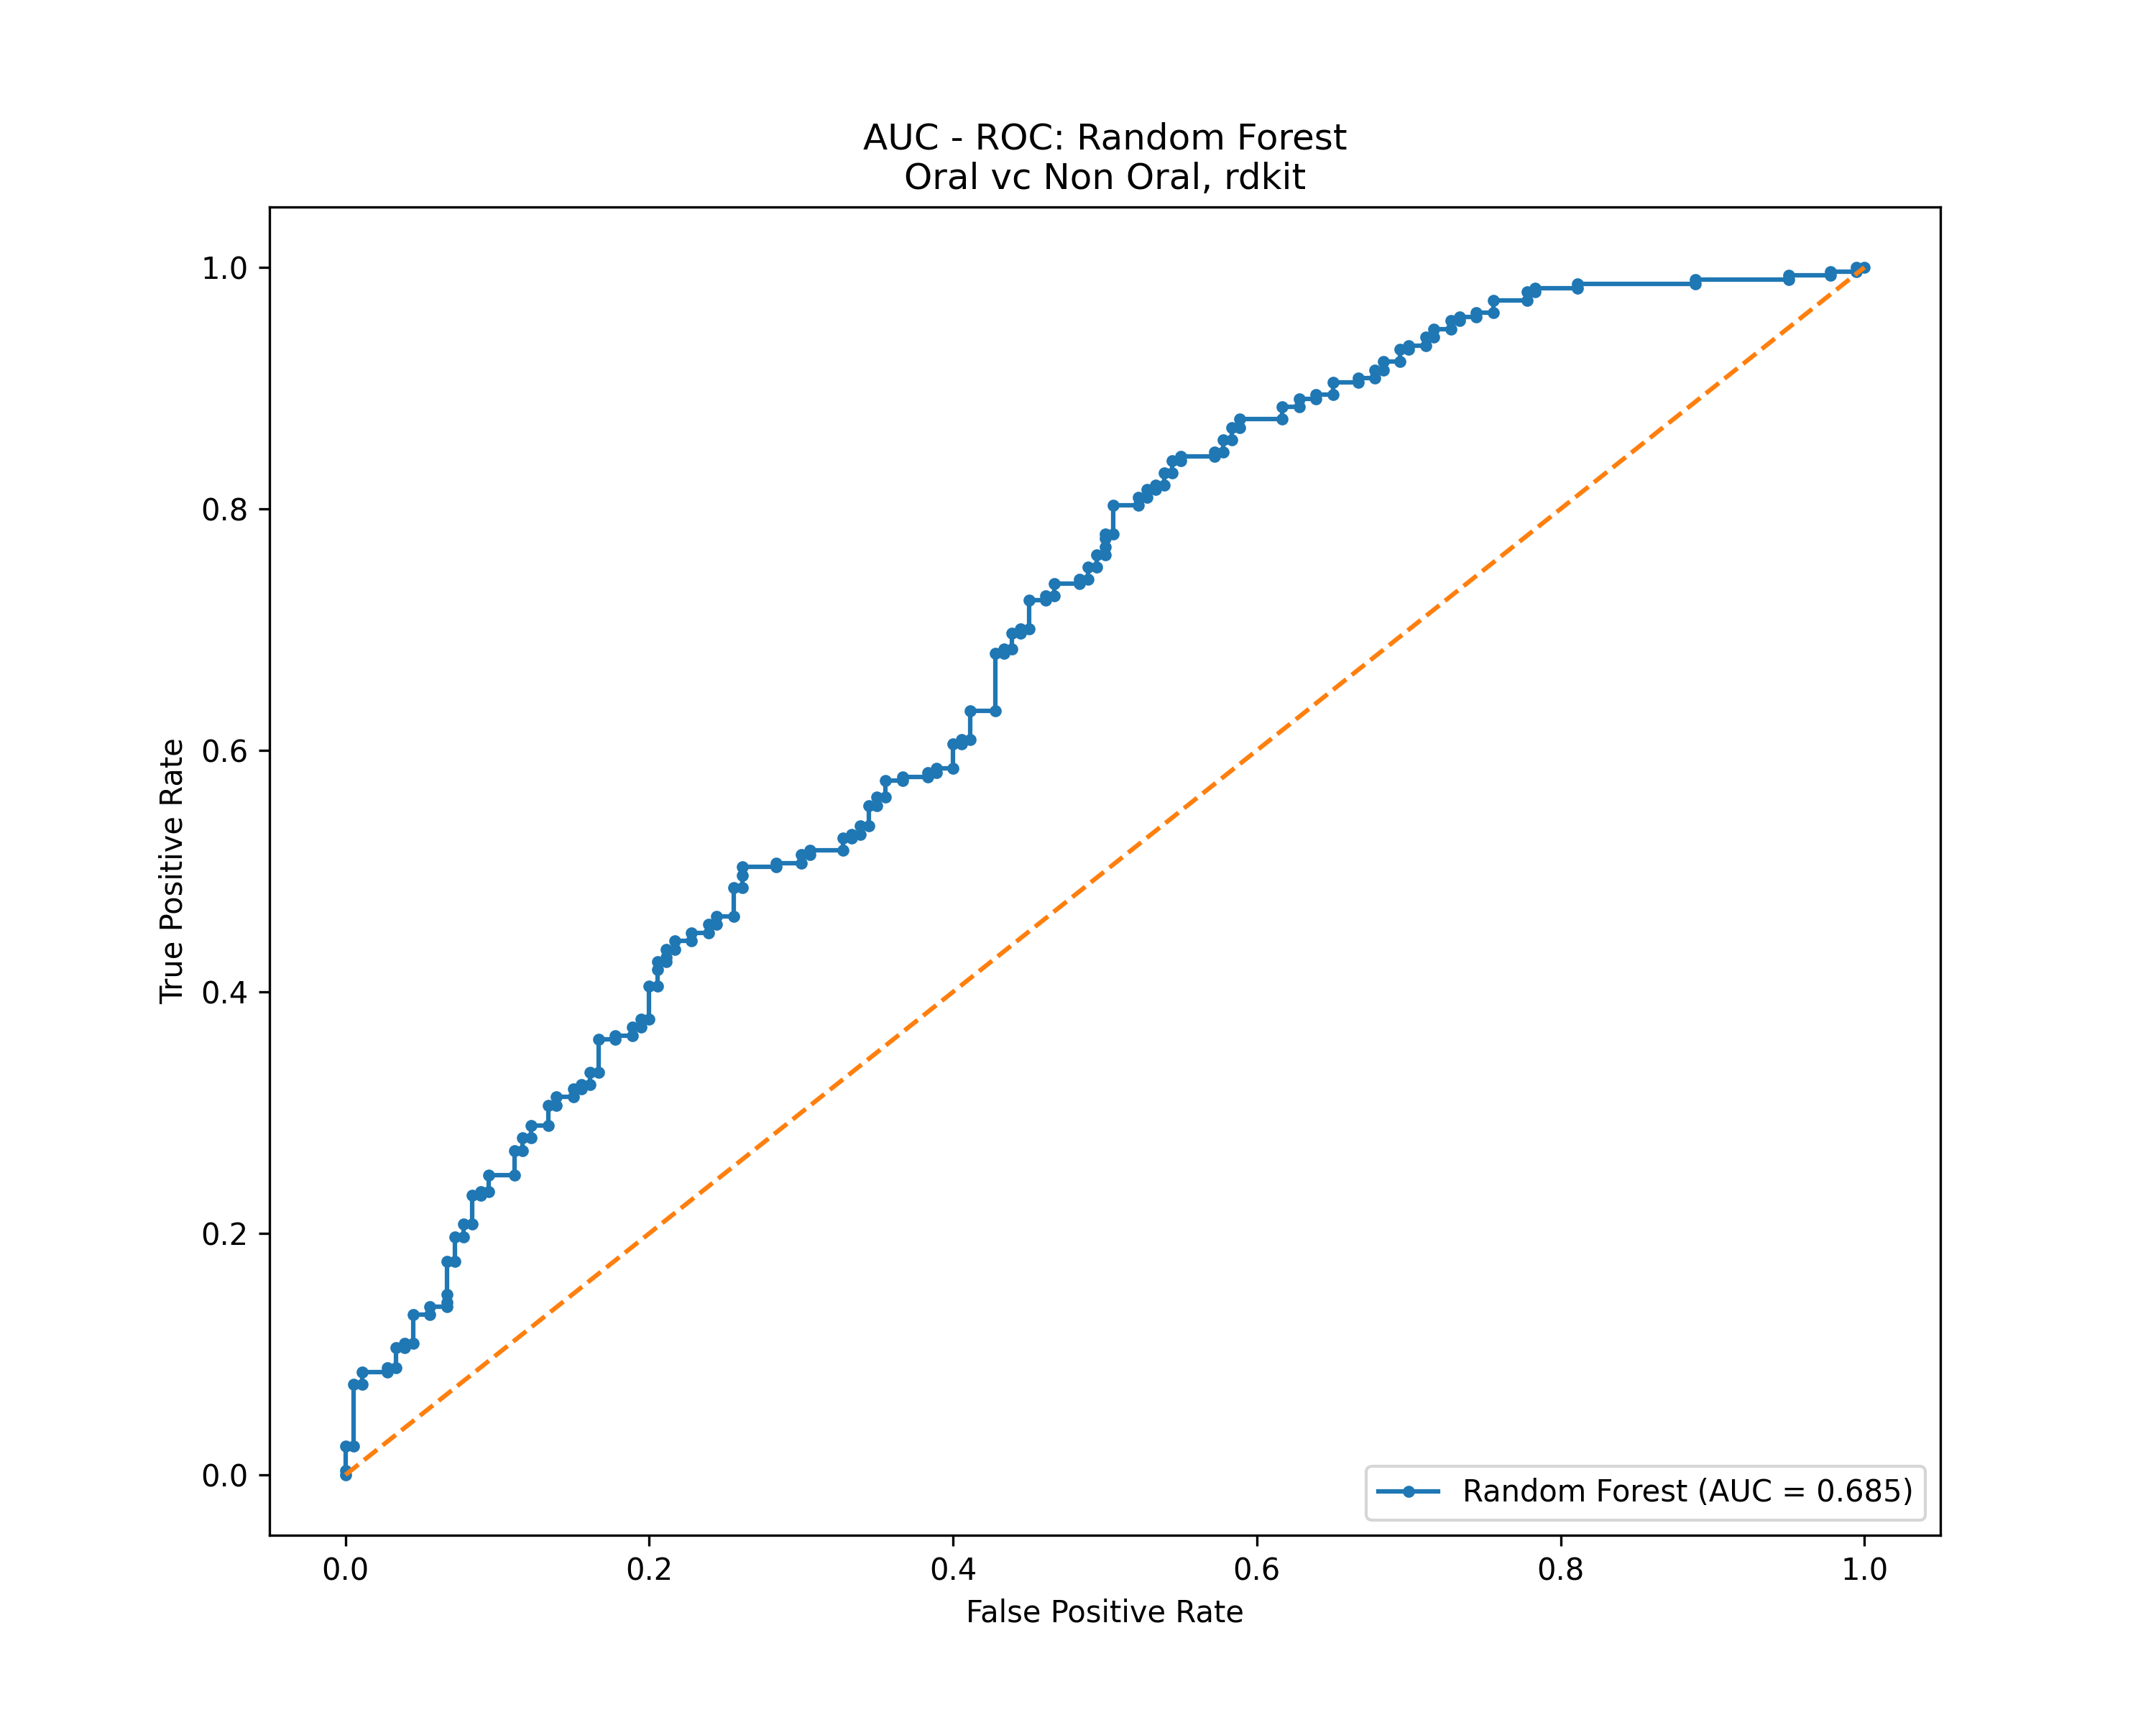 AUC - ROC: Random Forest
Oral vc Non Oral, rdkit
True Positive Rate
1.0
0.8
0.6
0.4
0.2
0.0
Random Forest (AUC = 0.685)
0.0 0.2 0.4 0.6 0.8 1.0
False Positive Rate